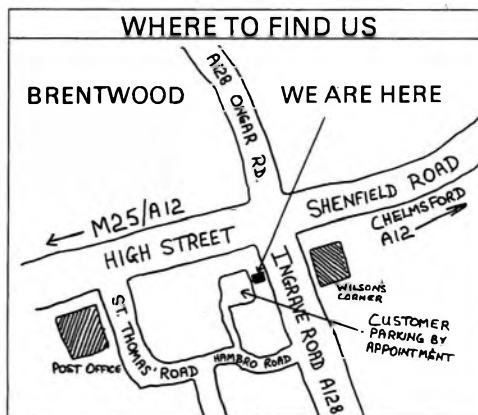 WHERE TO FIND US
BRENTWOOD
A128 ONGAR RD.
WE ARE HERE
← M25/A12
HIGH STREET
SHENFIELD ROAD
CHELMSFORD
A12
INGRAVE ROAD A128
WILSONS
CORNER
CUSTOMER
PARKING BY
APPOINTMENT
ST. THOMAS' ROAD
HAMBRO ROAD
POST OFFICE